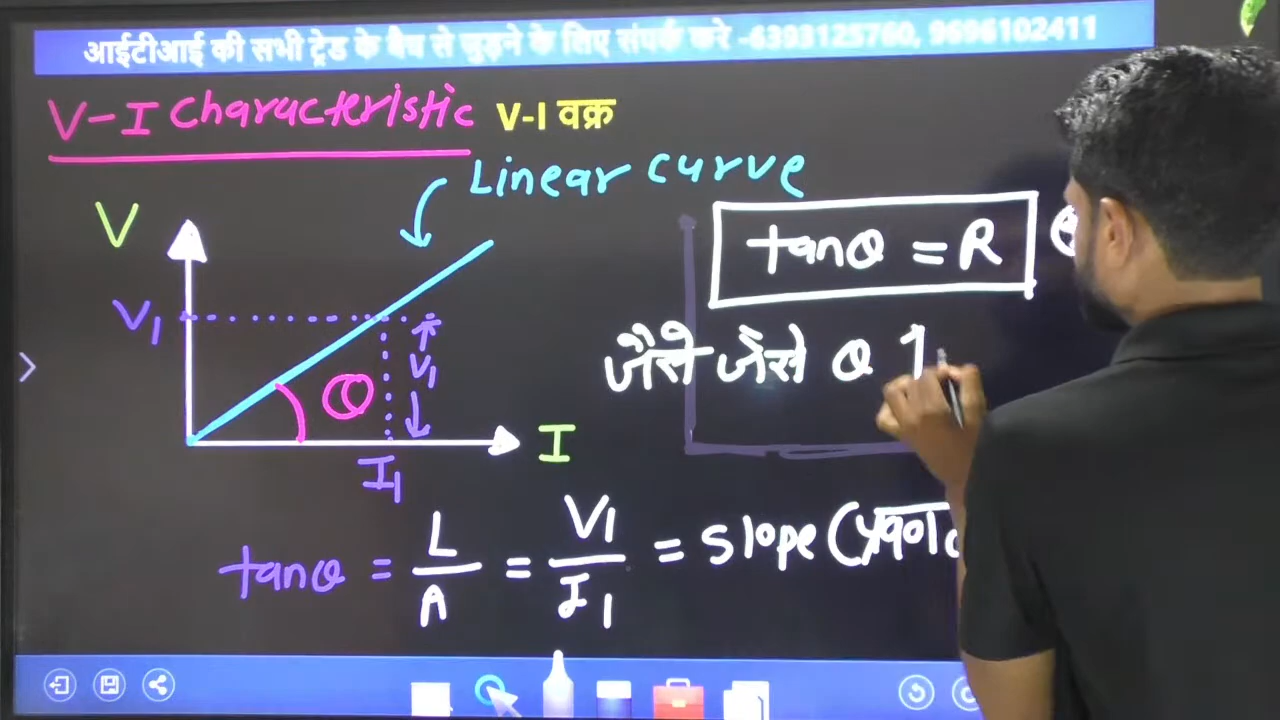 आईटीआई की सभी ट्रेड के बैच से जुड़ने के लिए संपर्क करे -6393125760, 9696102411
V-I Characteristic V-I वक्र
Linear curve
V
tanθ = R θ
V1
V1
जैसे जैसे θ ↑
θ
I
I1
tanθ = L/A = V1/I1 = slope (